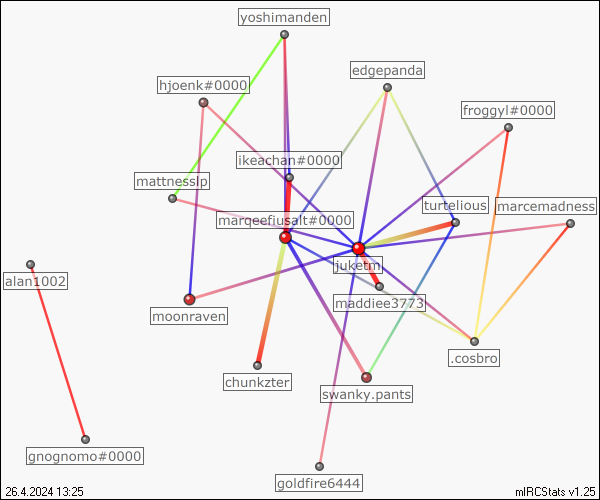 yoshimanden
edgepanda
hjoenk#0000
froggyl#0000
ikeachan#0000
mattnesslp
turtelious
marcemadness
marqeefiusalt#0000
juketm
alan1002
maddiee3773
moonraven
.cosbro
chunkzter
swanky.pants
gnognomo#0000
goldfire6444
26.4.2024 13:25
mIRCStats v1.25